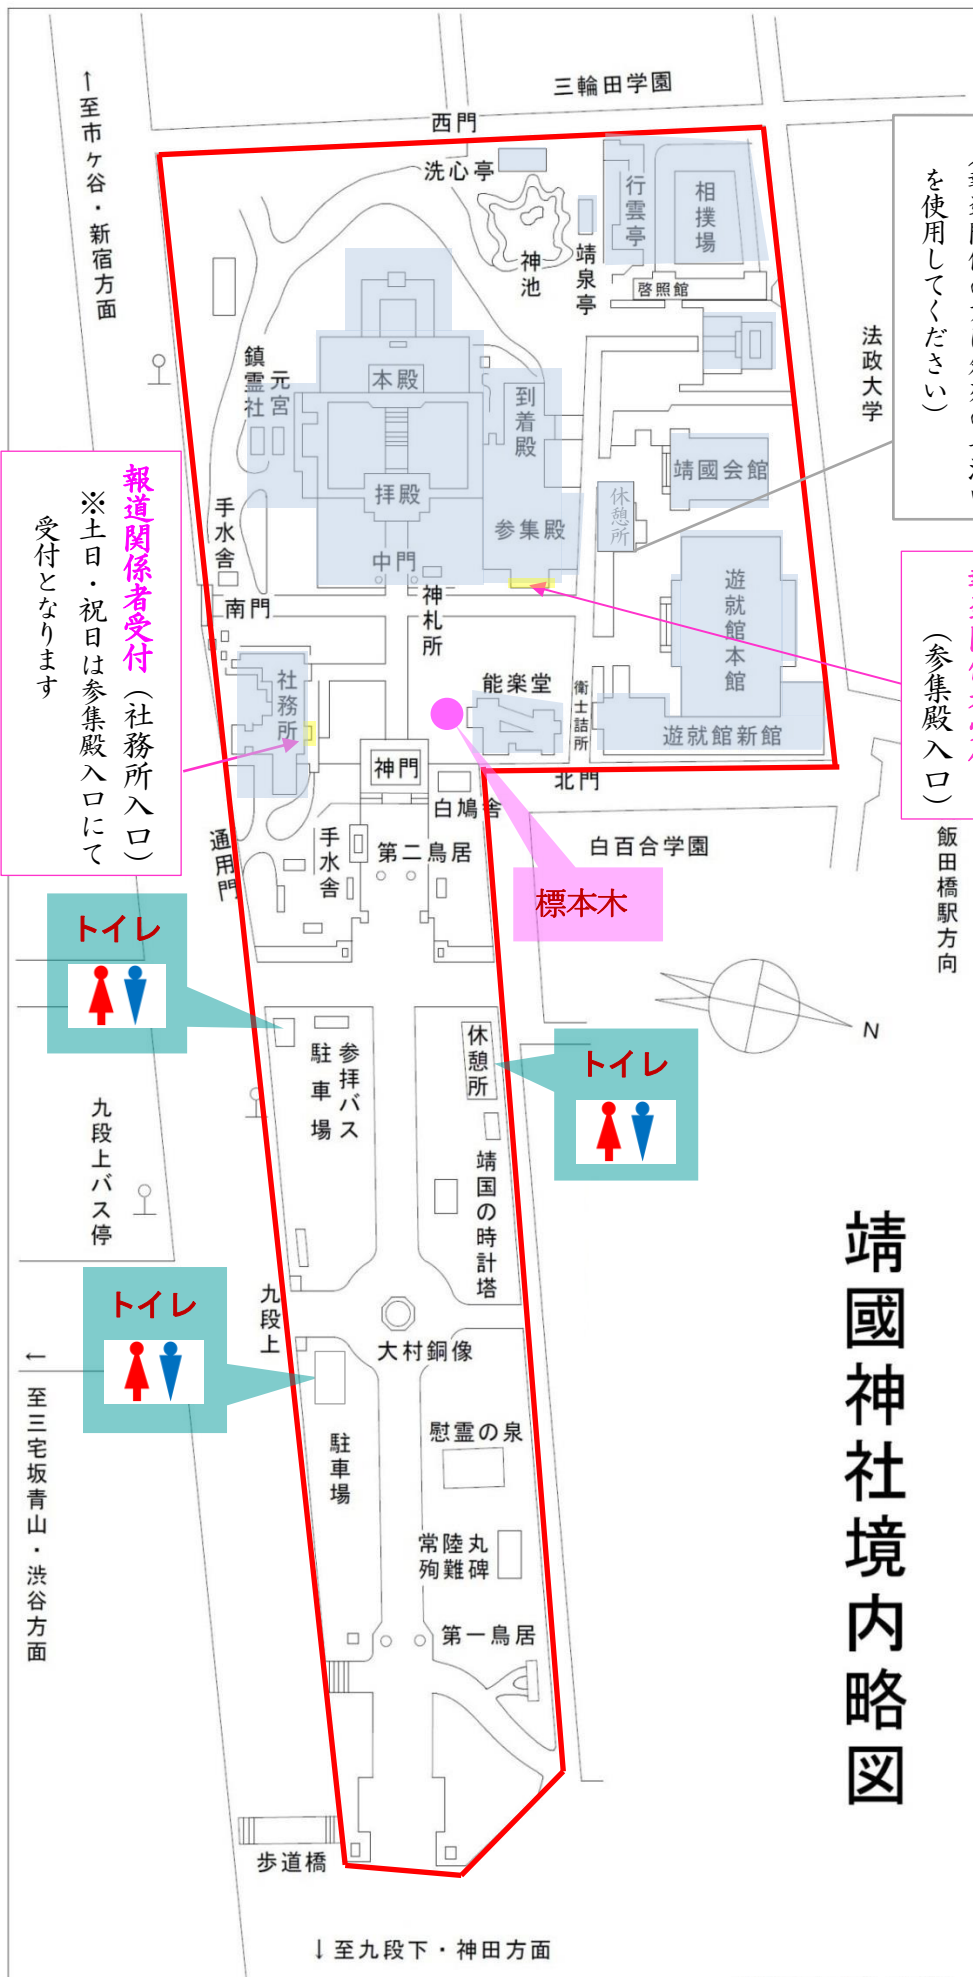 三輪田学園
西門
←至市ヶ谷・新宿方面
洗心亭
行雲亭
相撲場
神池
靖泉亭
啓照館
法政大学
を使用してください)
鎮霊社
元宮
本殿
到着殿
靖國会館
拝殿
休憩所
参集殿
手水舎
中門
神札所
南門
遊就館本館
報道関係者受付(社務所入口)
※土日・祝日は参集殿入口にて
受付となります
(参集殿入口)
社務所
能楽堂
衛士詰所
遊就館新館
神門
北門
白鳩舎
通用門
手水舎
第二鳥居
白百合学園
飯田橋駅方向
標本木
トイレ
N
参拝バス
駐車場
休憩所
トイレ
九段上バス停
靖国の時計塔
トイレ
九段上
大村銅像
←至三宅坂青山・渋谷方面
慰霊の泉
駐車場
常陸丸
殉難碑
第一鳥居
靖國神社境内略図
歩道橋
↓至九段下・神田方面